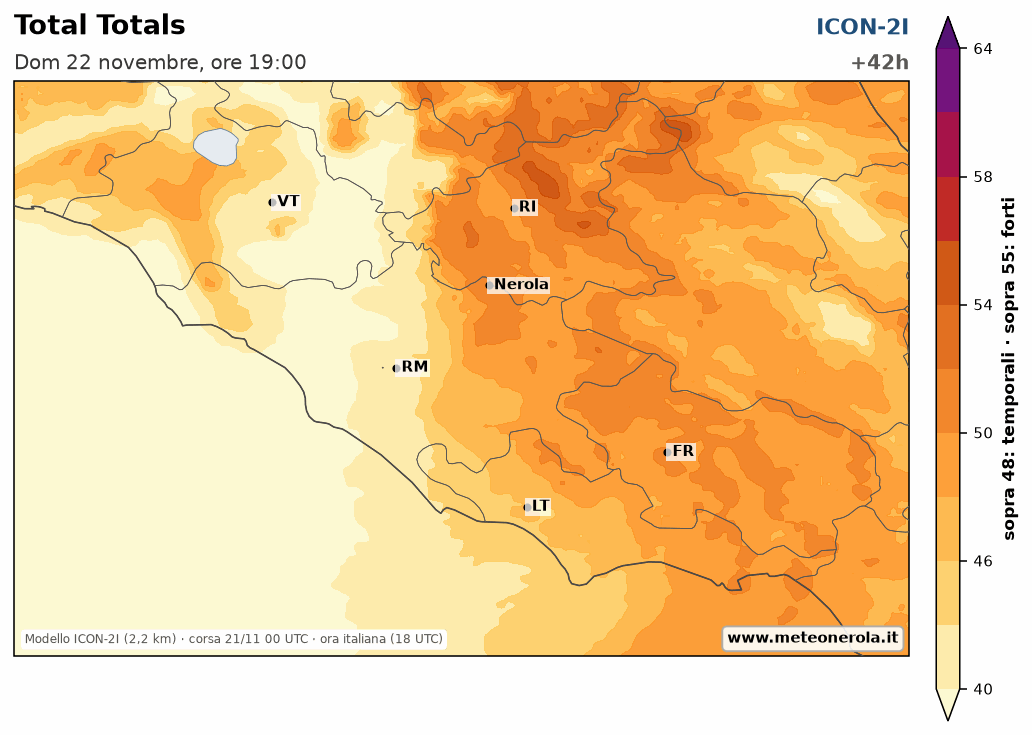 Total Totals
ICON-2I
Dom 22 novembre, ore 19:00
+42h
VT
RI
Nerola
RM
FR
LT
Modello ICON-2I (2,2 km) · corsa 21/11 00 UTC · ora italiana (18 UTC)
www.meteonerola.it
64
58
54
50
46
40
sopra 48: temporali · sopra 55: forti